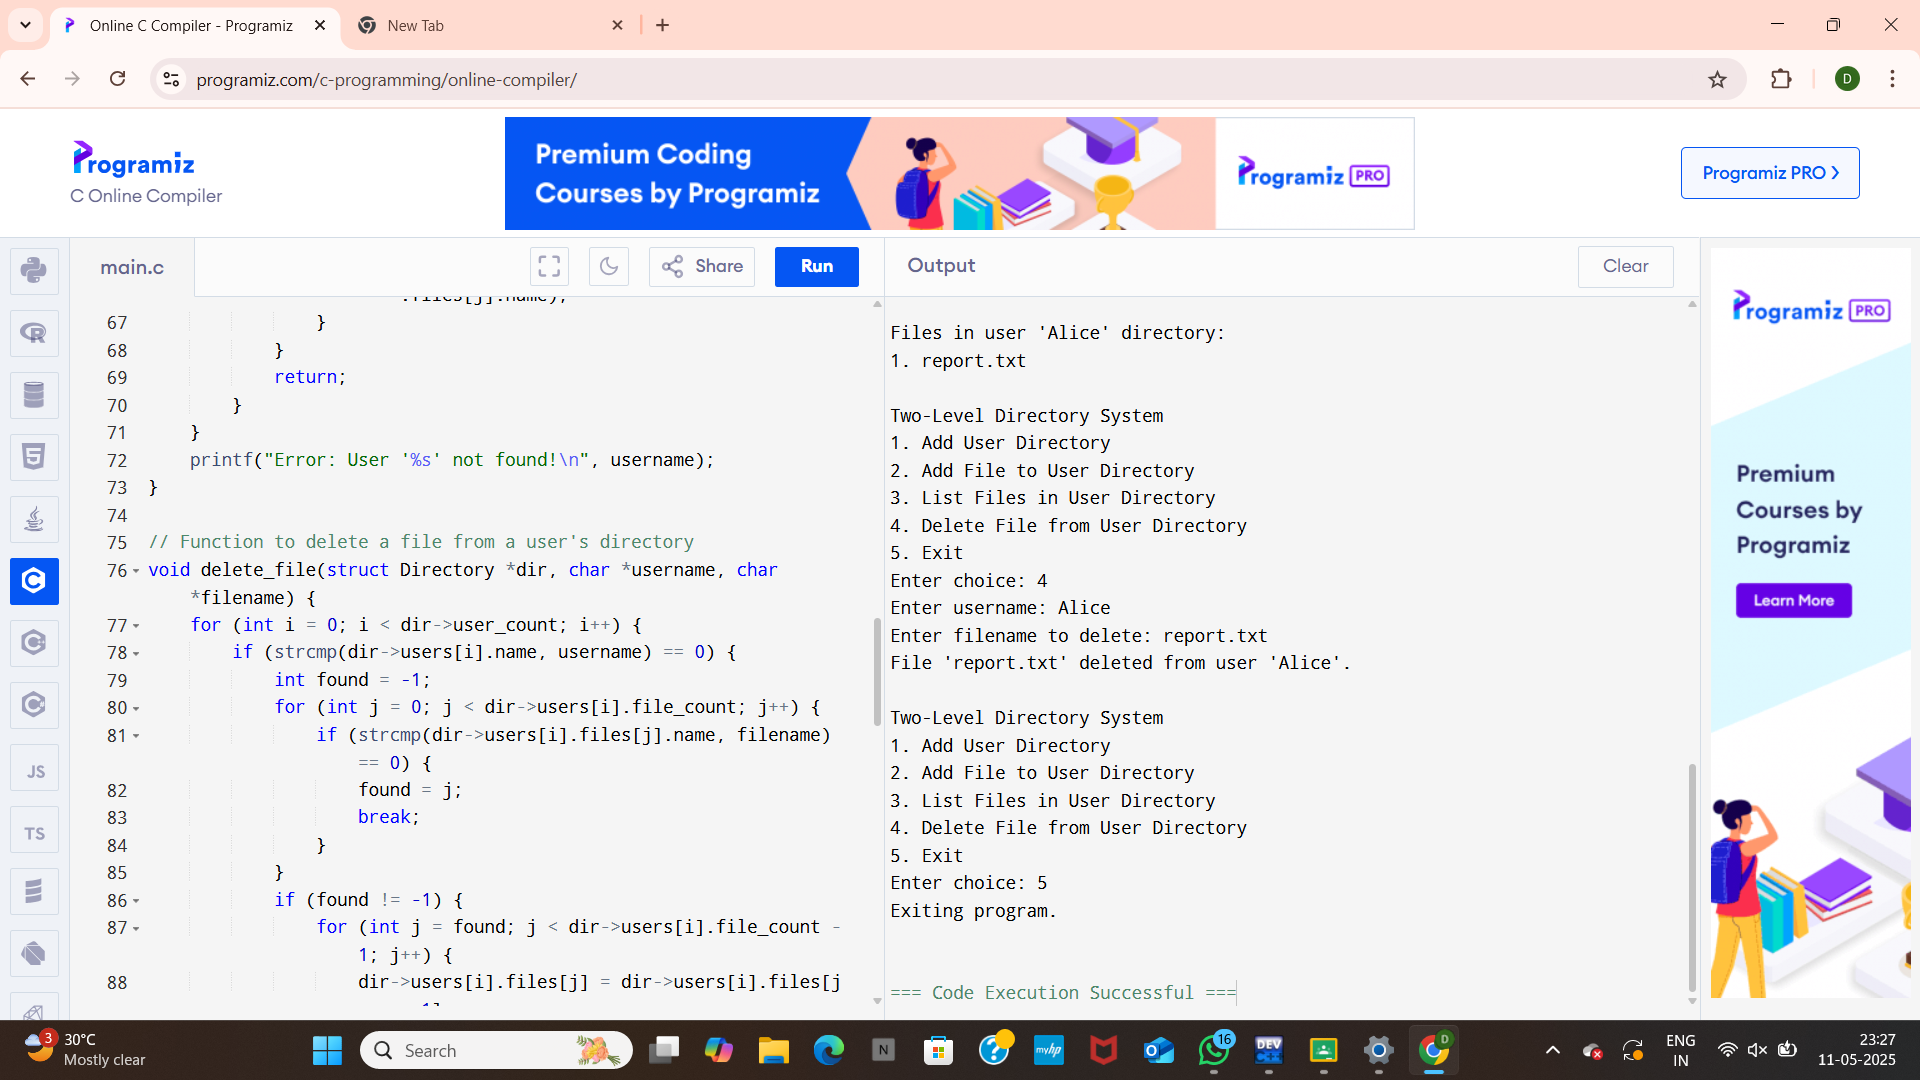 Online C Compiler - Programiz
New Tab
programiz.com/c-programming/online-compiler/
D
Programiz
C Online Compiler
Premium Coding
Courses by Programiz
Programiz PRO
Programiz PRO
main.c
Share
Run
Output
Clear
.files[j].name);
67 }
68 }
69 return;
70 }
71 }
72 printf("Error: User '%s' not found!\n", username);
73 }
74
75 // Function to delete a file from a user's directory
76 void delete_file(struct Directory *dir, char *username, char
*filename) {
77 for (int i = 0; i < dir->user_count; i++) {
78 if (strcmp(dir->users[i].name, username) == 0) {
79 int found = -1;
80 for (int j = 0; j < dir->users[i].file_count; j++) {
81 if (strcmp(dir->users[i].files[j].name, filename)
== 0) {
82 found = j;
83 break;
84 }
85 }
86 if (found != -1) {
87 for (int j = found; j < dir->users[i].file_count -
1; j++) {
88 dir->users[i].files[j] = dir->users[i].files[j
Files in user 'Alice' directory:
1. report.txt
Two-Level Directory System
1. Add User Directory
2. Add File to User Directory
3. List Files in User Directory
4. Delete File from User Directory
5. Exit
Enter choice: 4
Enter username: Alice
Enter filename to delete: report.txt
File 'report.txt' deleted from user 'Alice'.
Two-Level Directory System
1. Add User Directory
2. Add File to User Directory
3. List Files in User Directory
4. Delete File from User Directory
5. Exit
Enter choice: 5
Exiting program.
=== Code Execution Successful ===
Programiz PRO
Premium
Courses by
Programiz
Learn More
JS
TS
3
30°C
Mostly clear
Search
N
myhp
16
DEV
D
ENG
IN
23:27
11-05-2025